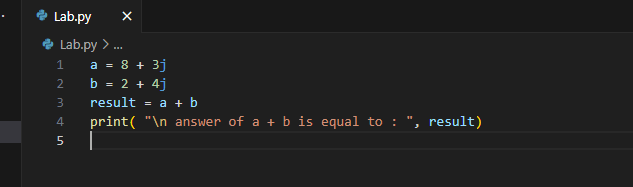 Lab.py ×
Lab.py > ...
1 a = 8 + 3j
2 b = 2 + 4j
3 result = a + b
4 print( "\n answer of a + b is equal to : ", result)
5